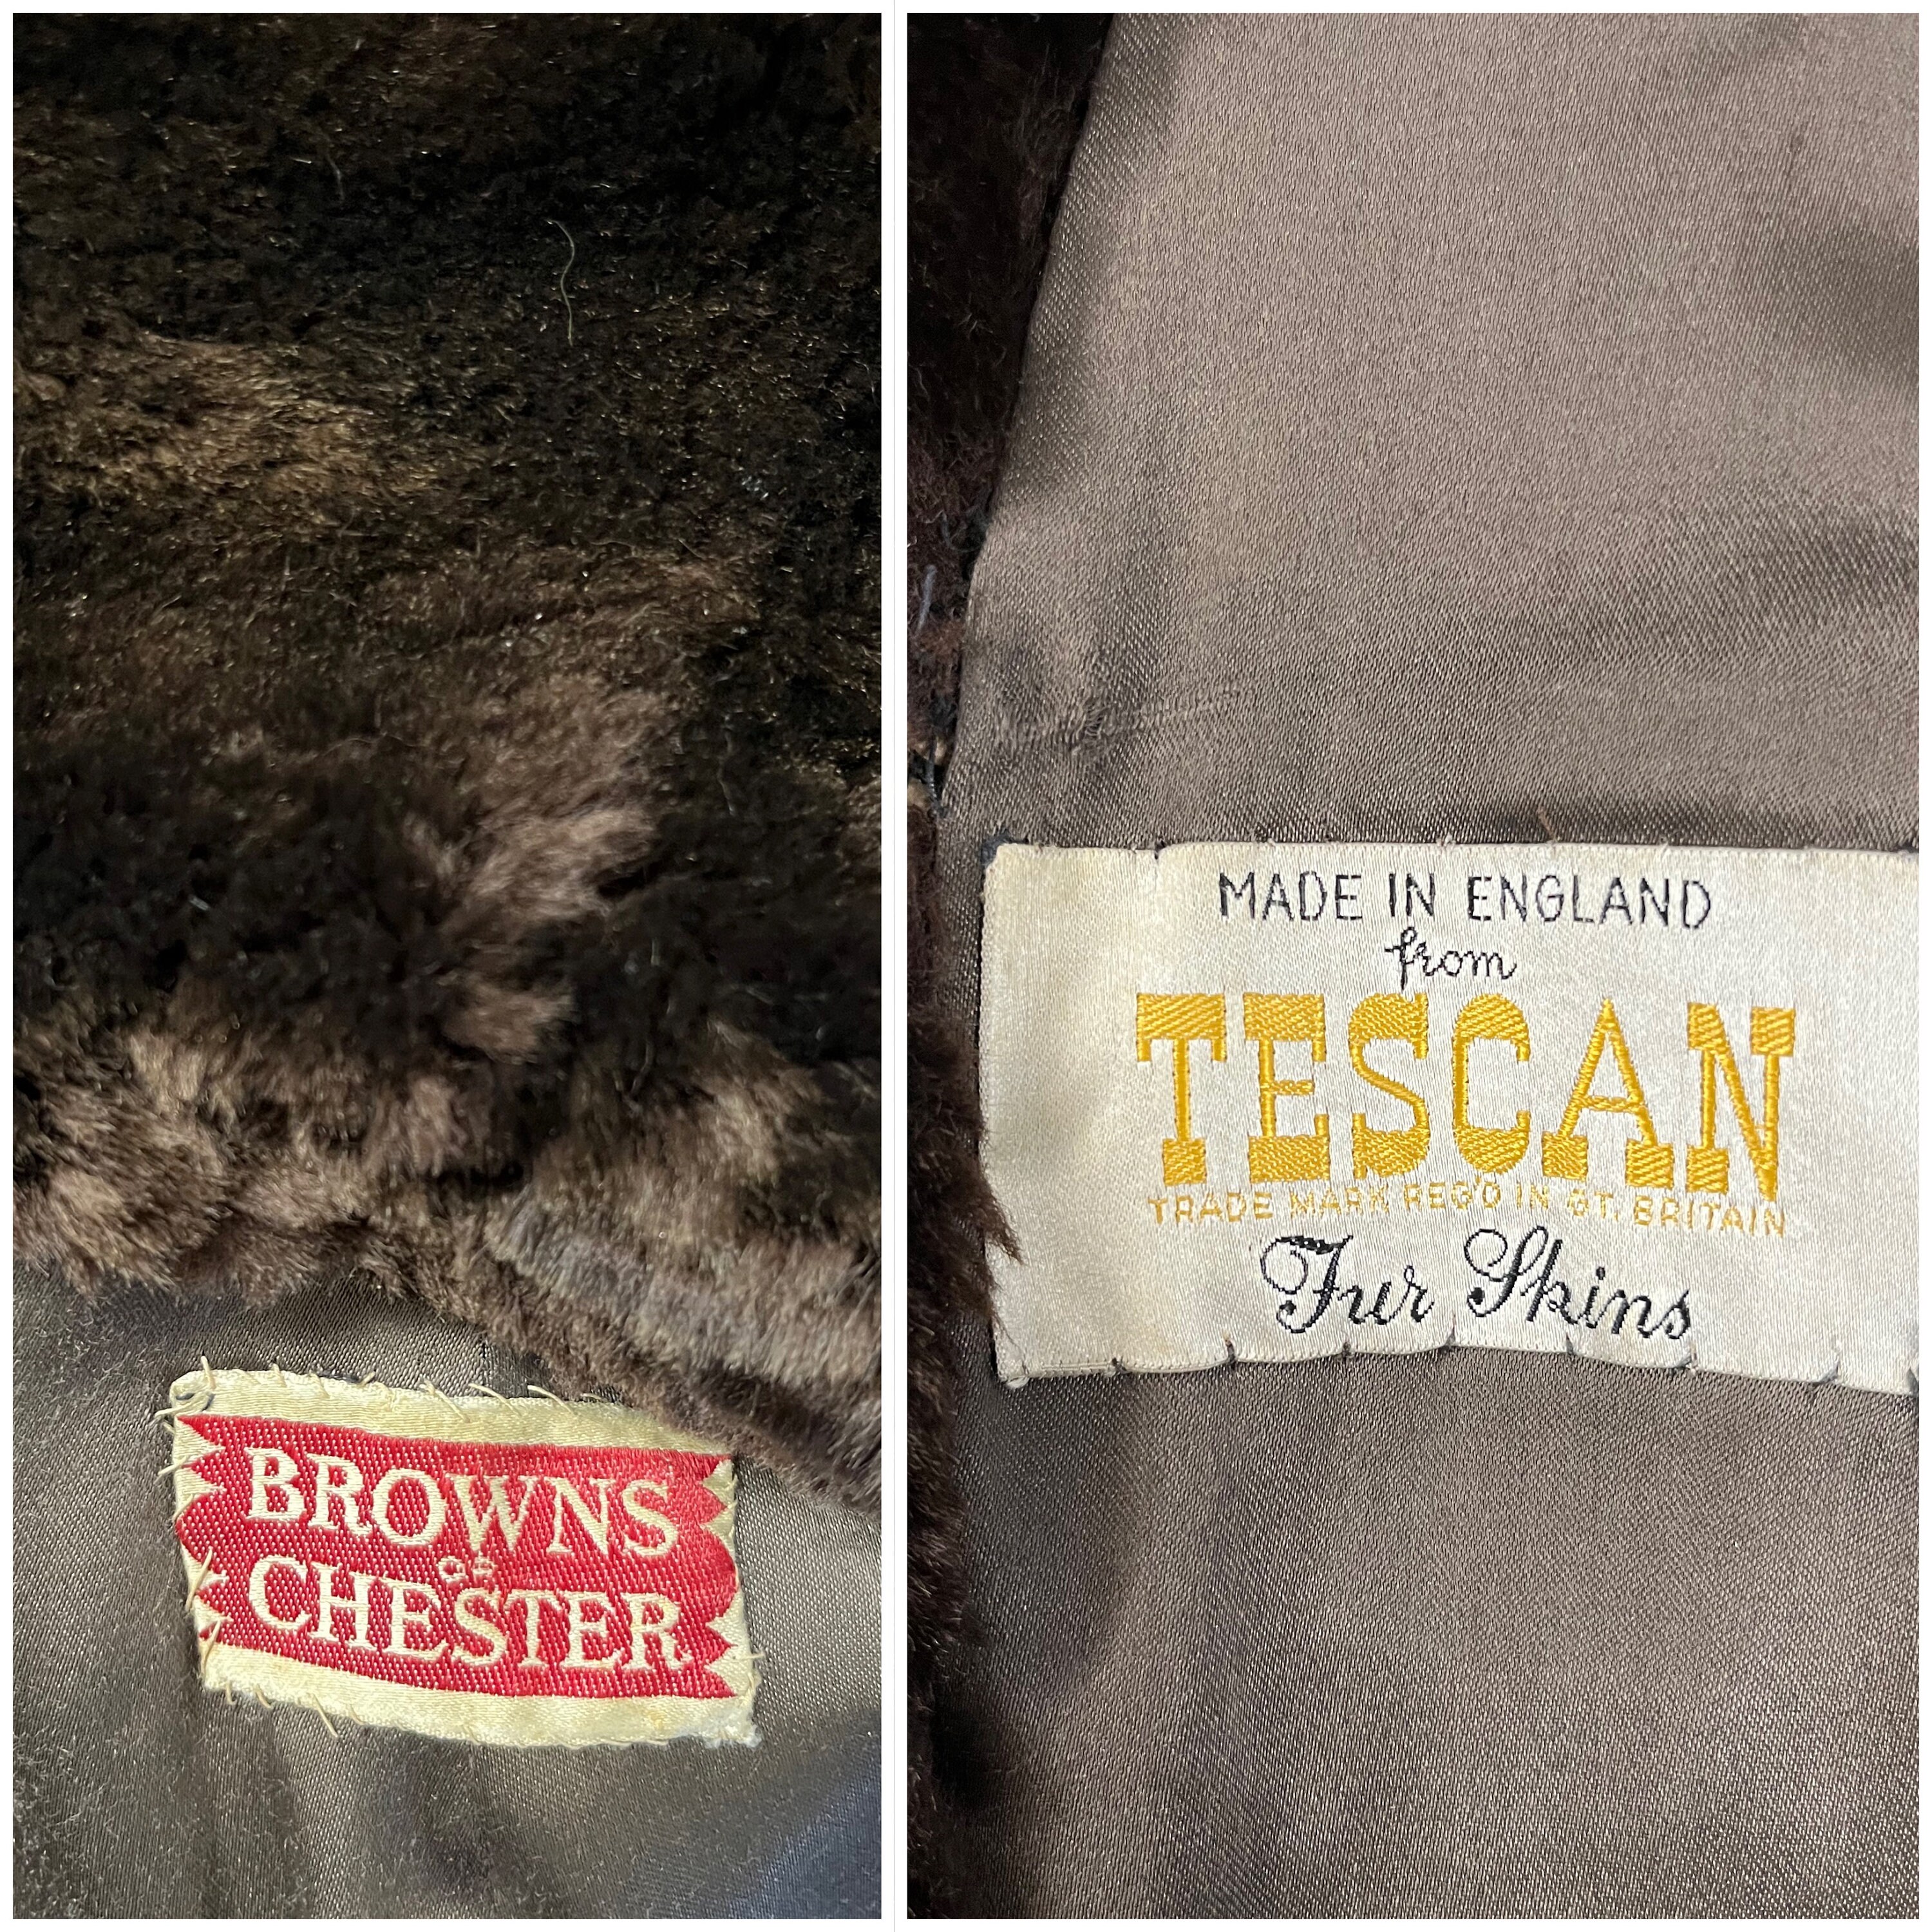 BROWNS
OF
CHESTER
MADE IN ENGLAND
from
TESCAN
TRADE MARK REG'D IN GT. BRITAIN
Fur Skins